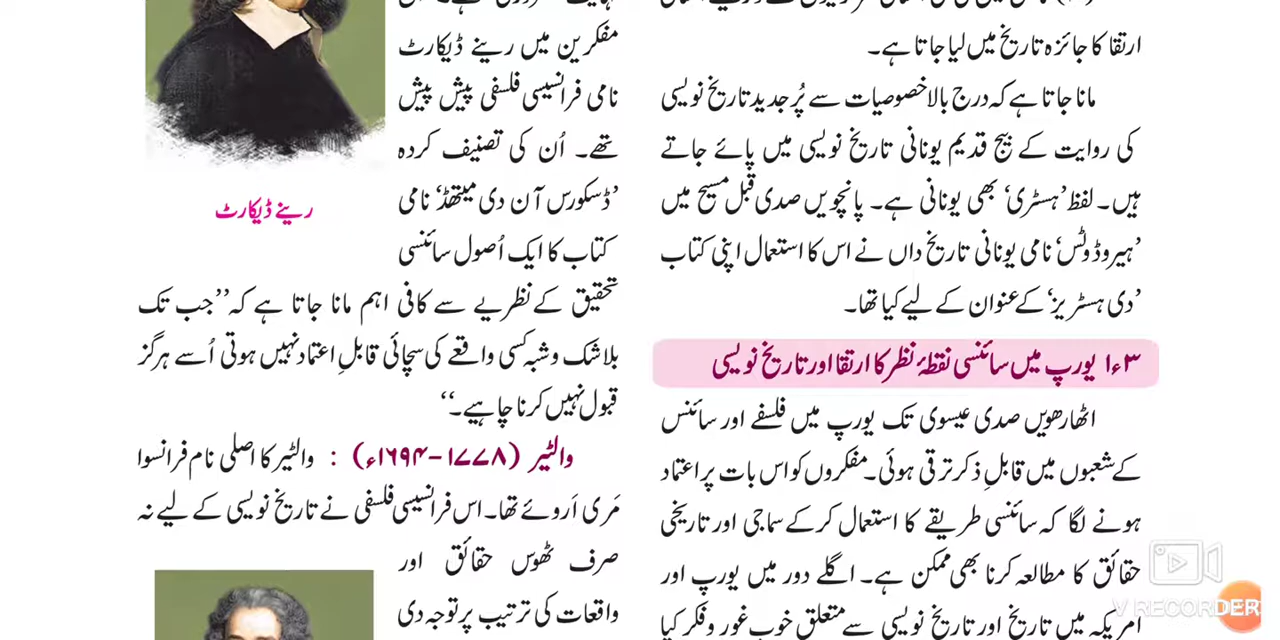 ارتقا کا جائزہ تاریخ میں لیا جاتا ہے۔
مانا جاتا ہے کہ درج بالا خصوصیات سے پُر جدید تاریخ نویسی
کی روایت کے بیج قدیم یونانی تاریخ نویسی میں پائے جاتے
ہیں۔ لفظ ’ہسٹری‘ بھی یونانی ہے۔ پانچویں صدی قبل مسیح میں
’ہیروڈوٹس‘ نامی یونانی تاریخ داں نے اس کا استعمال اپنی کتاب
’دی ہسٹریز‘ کے عنوان کے لیے کیا تھا۔
۱ء۳ یورپ میں سائنسی نقطۂ نظر کا ارتقا اور تاریخ نویسی
اٹھارھویں صدی عیسوی تک یورپ میں فلسفے اور سائنس
کے شعبوں میں قابلِ ذکر ترقی ہوئی۔ مفکروں کو اس بات پر اعتماد
ہونے لگا کہ سائنسی طریقے کا استعمال کر کے سماجی اور تاریخی
حقائق کا مطالعہ کرنا بھی ممکن ہے۔ اگلے دور میں یورپ اور
امریکہ میں تاریخ اور تاریخ نویسی سے متعلق خوب غور و فکر کیا
مفکرین میں رینے ڈیکارٹ
نامی فرانسیسی فلسفی پیش پیش
تھے۔ اُن کی تصنیف کردہ
’ڈسکورس آن دی میتھڈ‘ نامی
کتاب کا ایک اُصول سائنسی
تحقیق کے نظریے سے کافی اہم مانا جاتا ہے کہ ’’جب تک
بلا شک و شبہ کسی واقعے کی سچائی قابلِ اعتماد نہیں ہوتی اُسے ہرگز
قبول نہیں کرنا چاہیے۔‘‘
رینے ڈیکارٹ
والٹیر (۱۷۷۸-۱۶۹۴ء) : والٹیر کا اصلی نام فرانسوا
مَری اَروئے تھا۔ اس فرانسیسی فلسفی نے تاریخ نویسی کے لیے نہ
صرف ٹھوس حقائق اور
واقعات کی ترتیب پر توجہ دی
V RECORDER